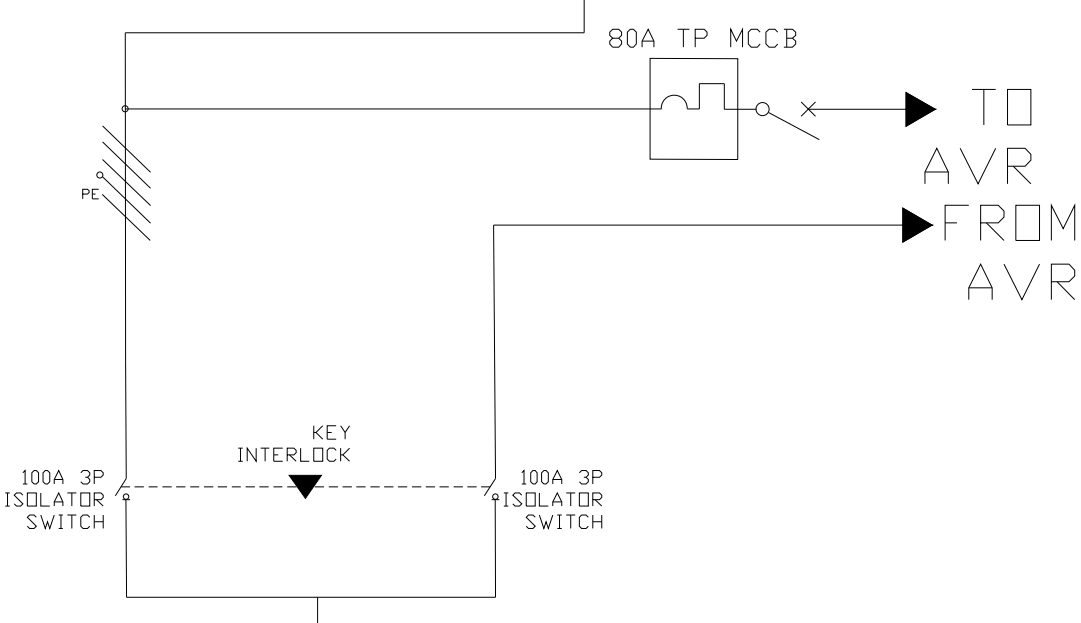 80A TP MCCB
TO
AVR
PE
FROM
AVR
KEY
INTERLOCK
100A 3P
ISOLATOR
SWITCH
100A 3P
ISOLATOR
SWITCH